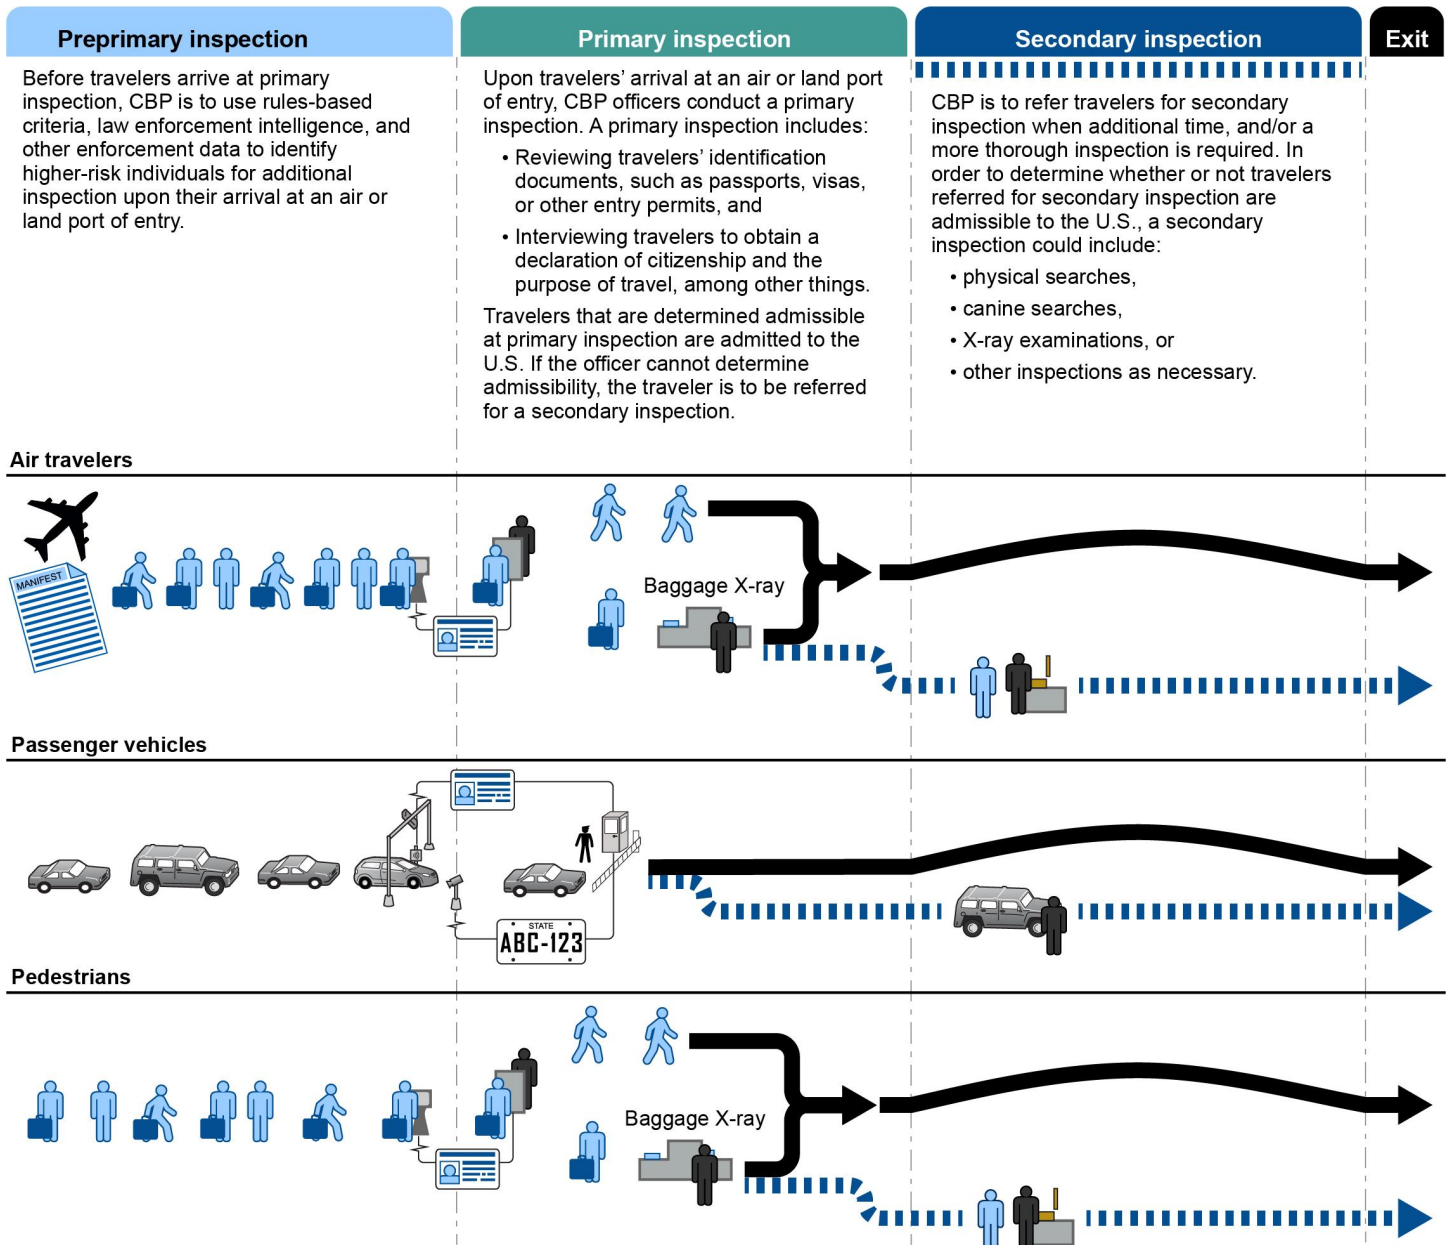 Preprimary inspection
Before travelers arrive at primary
inspection, CBP is to use rules-based
criteria, law enforcement intelligence, and
other enforcement data to identify
higher-risk individuals for additional
inspection upon their arrival at an air or
land port of entry.
Primary inspection
Upon travelers’ arrival at an air or land port
of entry, CBP officers conduct a primary
inspection. A primary inspection includes:
• Reviewing travelers’ identification
documents, such as passports, visas,
or other entry permits, and
• Interviewing travelers to obtain a
declaration of citizenship and the
purpose of travel, among other things.
Travelers that are determined admissible
at primary inspection are admitted to the
U.S. If the officer cannot determine
admissibility, the traveler is to be referred
for a secondary inspection.
Secondary inspection
CBP is to refer travelers for secondary
inspection when additional time, and/or a
more thorough inspection is required. In
order to determine whether or not travelers
referred for secondary inspection are
admissible to the U.S., a secondary
inspection could include:
• physical searches,
• canine searches,
• X-ray examinations, or
• other inspections as necessary.
Exit
Air travelers
MANIFEST
Baggage X-ray
Passenger vehicles
STATE
ABC-123
Pedestrians
Baggage X-ray